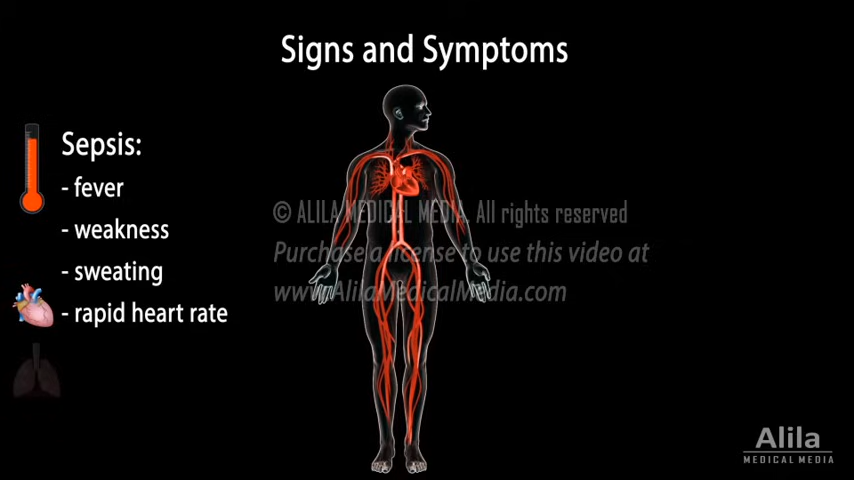 Signs and Symptoms
Sepsis:
- fever
- weakness
- sweating
- rapid heart rate
© ALILA MEDICAL MEDIA. All rights reserved
Purchase a license to use this video at
www.AlilaMedicalMedia.com
Alila
MEDICAL MEDIA